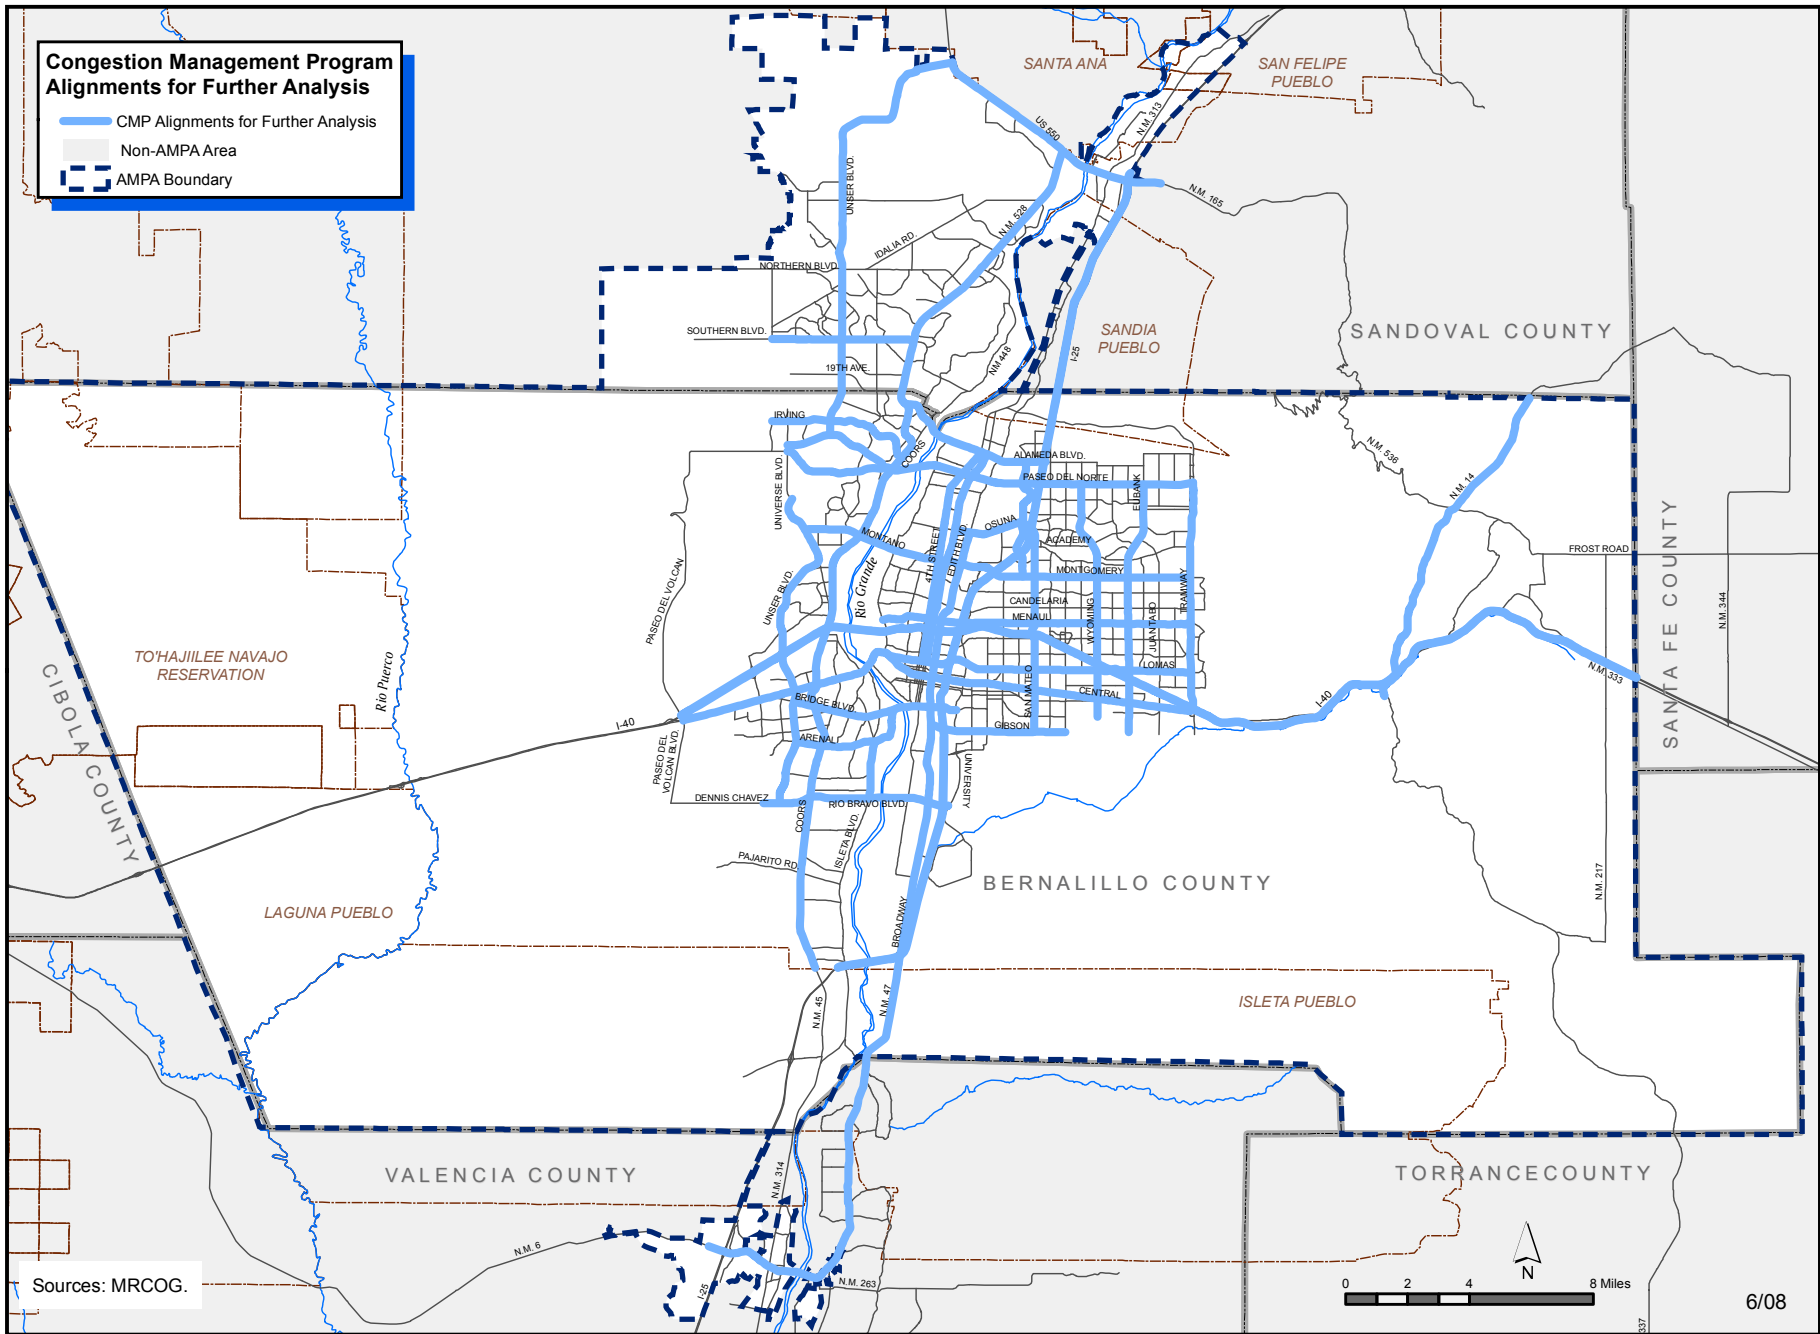 Congestion Management Program
Alignments for Further Analysis
CMP Alignments for Further Analysis
Non-AMPA Area
AMPA Boundary
SANTA ANA
SAN FELIPE
PUEBLO
US 550
N.M. 313
N.M. 165
UNSER BLVD.
N.M. 528
IDALIA RD.
NORTHERN BLVD.
SOUTHERN BLVD.
19TH AVE.
NM 448
I-25
SANDIA
PUEBLO
SANDOVAL COUNTY
IRVING
COORS
ALAMEDA BLVD.
PASEO DEL NORTE
UNIVERSE BLVD.
EUBANK
N.M. 536
N.M. 14
MONTANO
4TH STREET
EDITH BLVD.
OSUNA
ACADEMY
MONTGOMERY
FROST ROAD
SANTA FE COUNTY
N.M. 344
PASEO DEL VOLCAN
UNSER BLVD.
Rio Grande
CANDELARIA
MENAUL
WYOMING
JUANTABO
TRAMWAY
LOMAS
CENTRAL
SAN MATEO
GIBSON
N.M. 333
I-40
CIBOLA COUNTY
TO'HAJIILEE NAVAJO
RESERVATION
Rio Puerco
I-40
BRIDGE BLVD.
ARENAL
PASEO DEL
VOLCAN BLVD.
DENNIS CHAVEZ
RIO BRAVO BLVD.
UNIVERSITY
COORS
ISLETA BLVD.
PAJARITO RD.
BROADWAY
BERNALILLO COUNTY
N.M. 217
LAGUNA PUEBLO
N.M. 45
N.M. 47
ISLETA PUEBLO
VALENCIA COUNTY
N.M. 314
TORRANCECOUNTY
N.M. 6
I-25
N.M. 263
Sources: MRCOG.
N
0 2 4 8 Miles
6/08
337